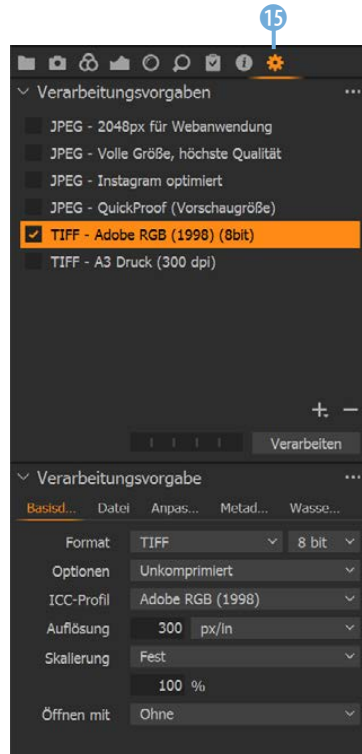 15
Verarbeitungsvorgaben
JPEG - 2048px für Webanwendung
JPEG - Volle Größe, höchste Qualität
JPEG - Instagram optimiert
JPEG - QuickProof (Vorschaugröße)
TIFF - Adobe RGB (1998) (8bit)
TIFF - A3 Druck (300 dpi)
Verarbeiten
Verarbeitungsvorgabe
Basisd... Datei Anpas... Metad... Wasse...
Format TIFF 8 bit
Optionen Unkomprimiert
ICC-Profil Adobe RGB (1998)
Auflösung 300 px/in
Skalierung Fest
100 %
Öffnen mit Ohne